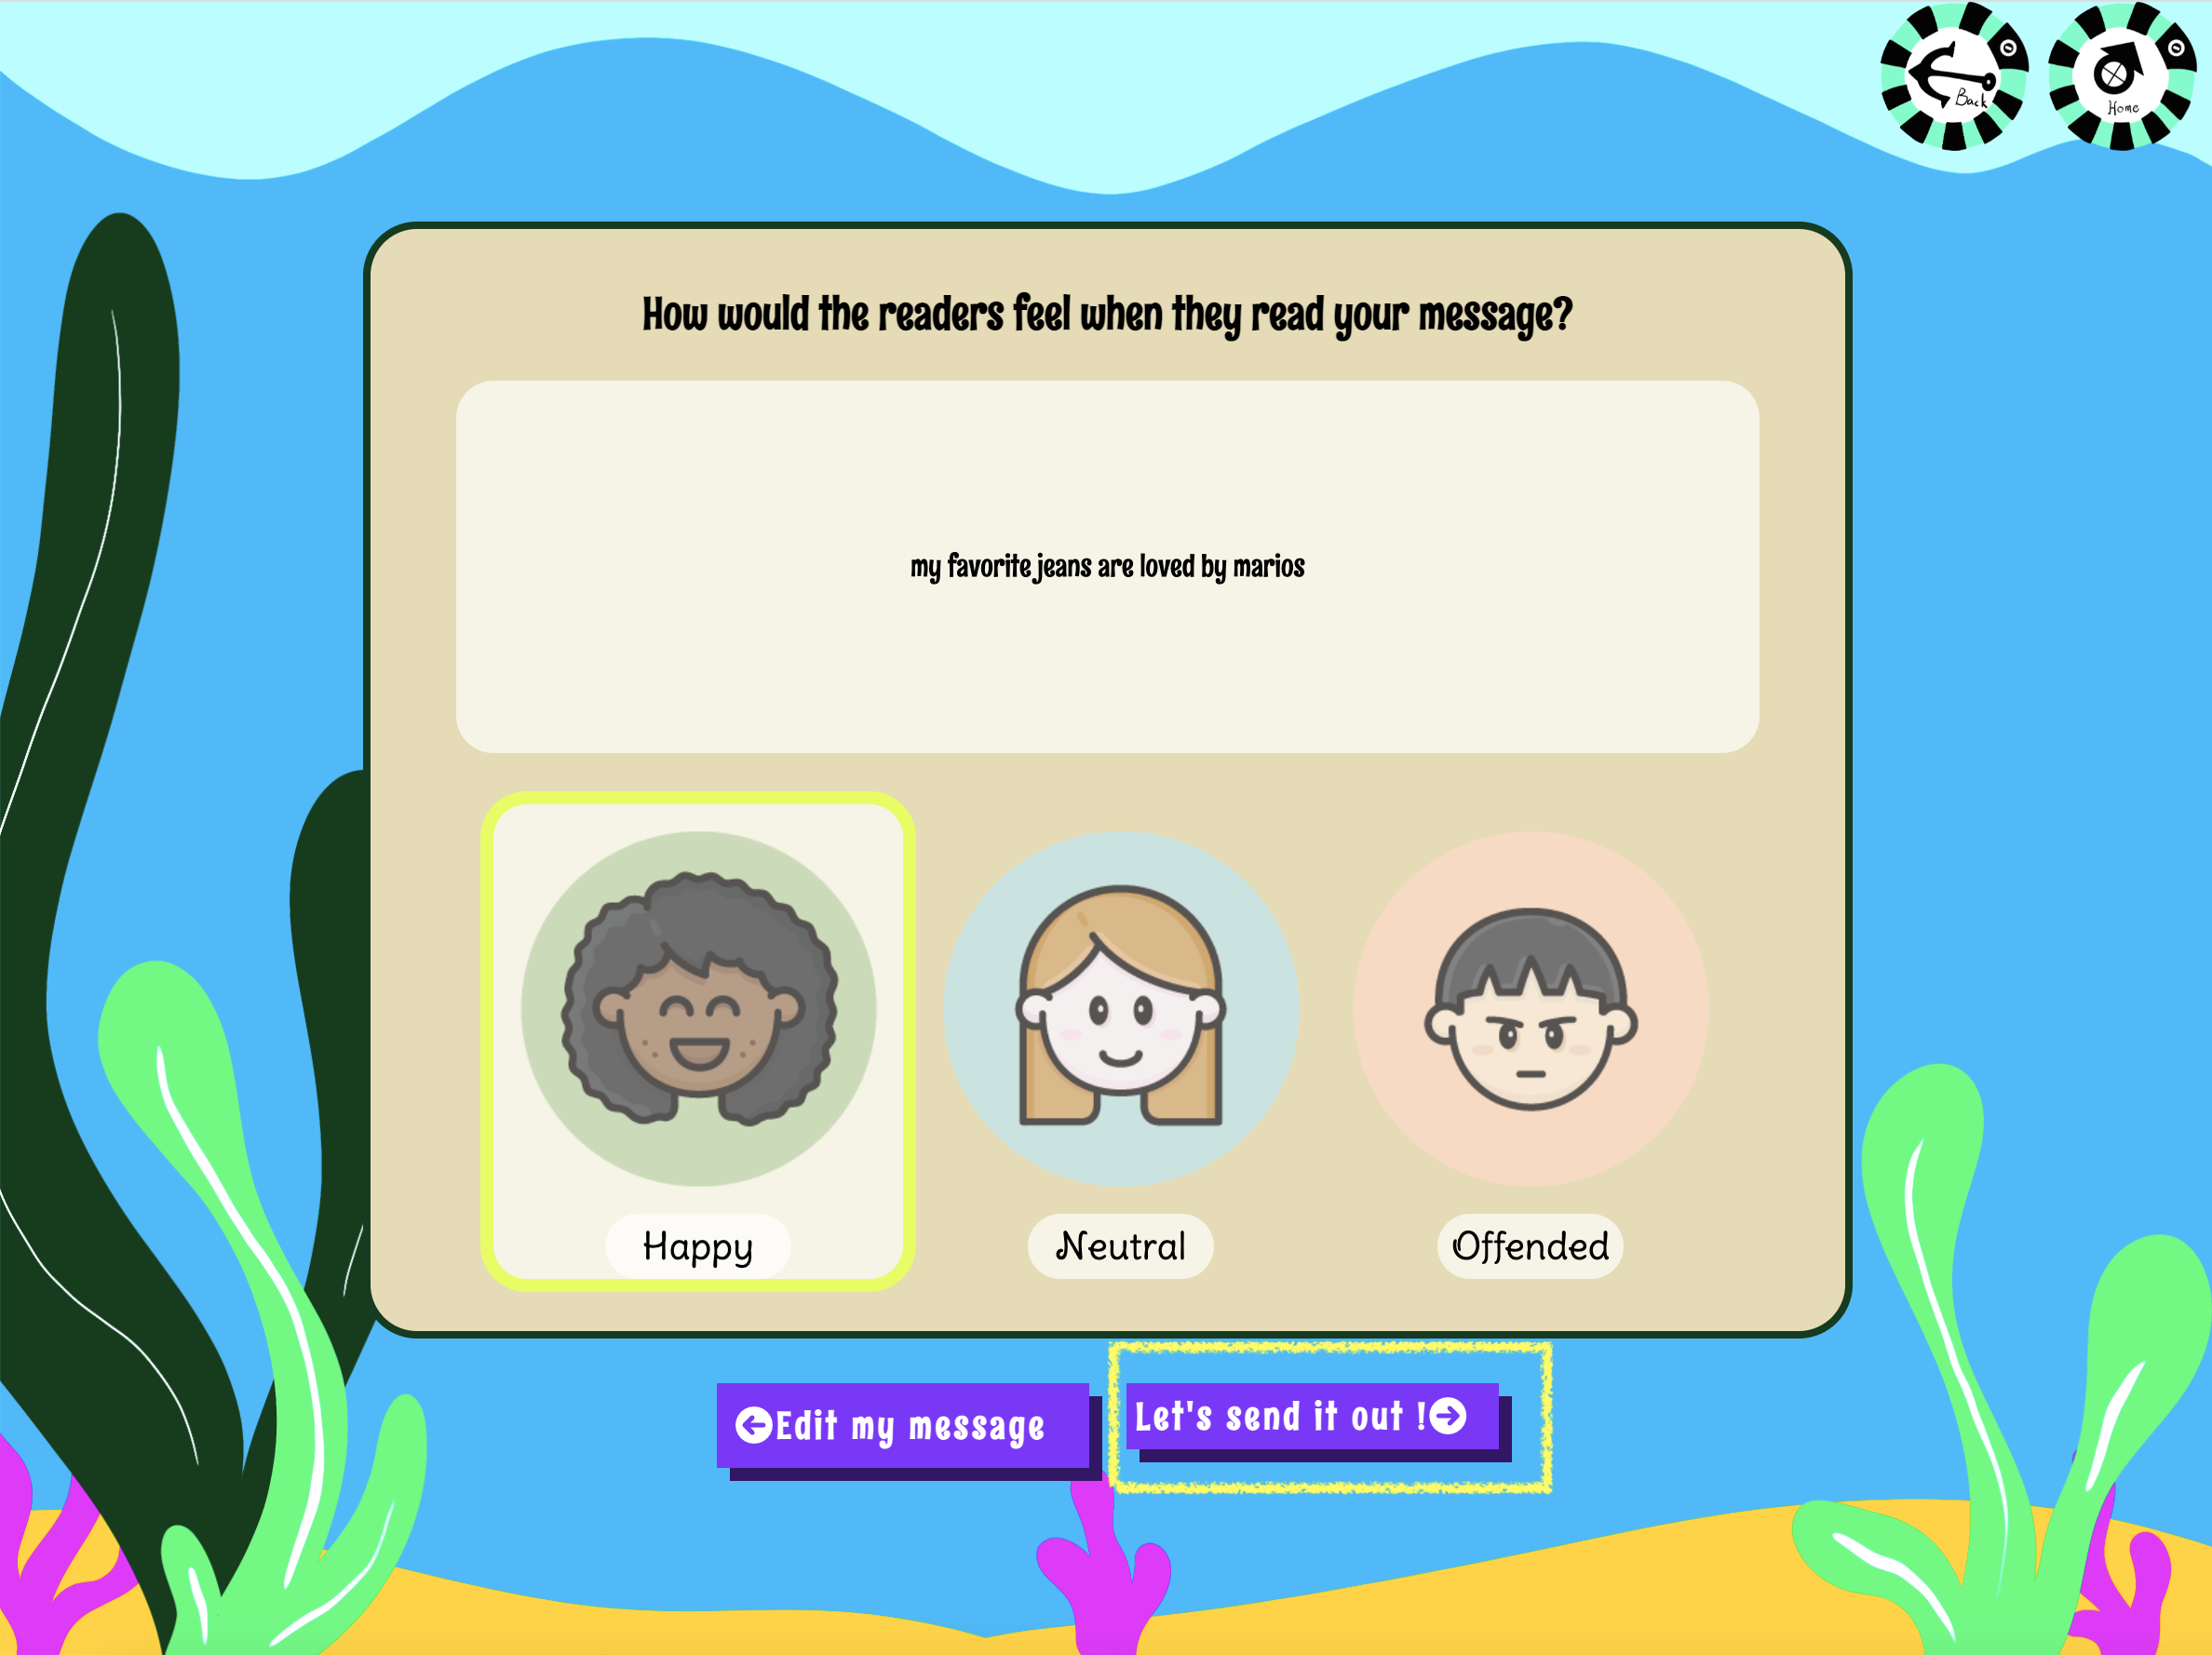 Back
Home
How would the readers feel when they read your message?
my favorite jeans are loved by marios
Happy
Neutral
Offended
Edit my message
Let's send it out !